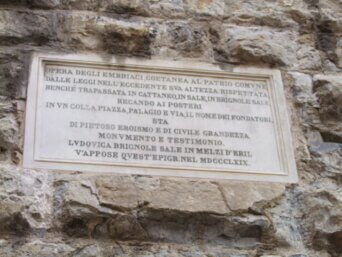 OPERA DEGLI EMBRIACI, COETANEA AL PATRIO COMVNE,
DALLE LEGGI NELL'ECCEDENTE SVA ALTEZZA RISPETTATA
BENCHÈ TRAPASSATA IN CATTANEO, IN SALE, IN BRIGNOLE SALE
RECANDO AI POSTERI
IN VN COLLA PIAZZA, PALAGIO E VIA, IL NOME DEI FONDATORI
STA
DI PIETOSO EROISMO E DI CIVILE GRANDEZZA
MONVMENTO E TESTIMONIO.
LVDOVICA BRIGNOLE SALE IN MELZI D'ERIL
V'APPOSE QVEST'EPIGR. NEL MDCCCLXIX.